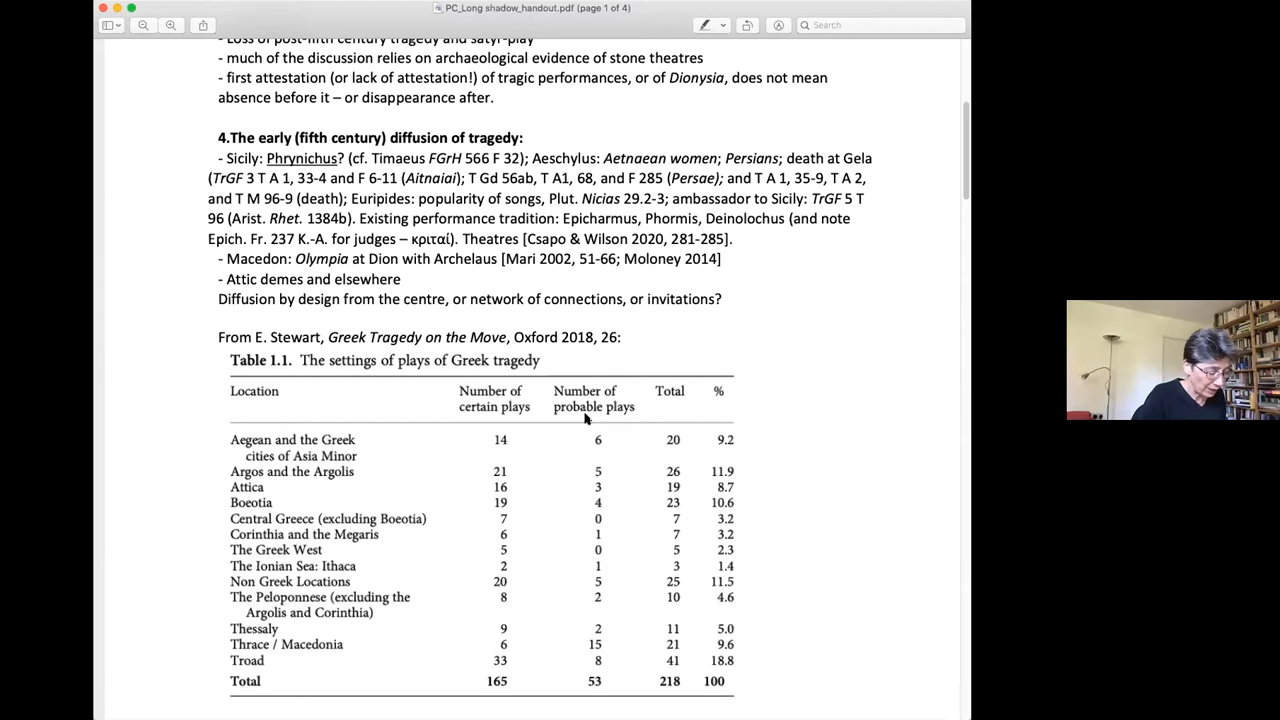 PC_Long shadow_handout.pdf (page 1 of 4)
Search
- Loss of post-fifth century tragedy and satyr-play
- much of the discussion relies on archaeological evidence of stone theatres
- first attestation (or lack of attestation!) of tragic performances, or of Dionysia, does not mean
absence before it – or disappearance after.
4.The early (fifth century) diffusion of tragedy:
- Sicily: Phrynichus? (cf. Timaeus FGrH 566 F 32); Aeschylus: Aetnaean women; Persians; death at Gela
(TrGF 3 T A 1, 33-4 and F 6-11 (Aitnaiai); T Gd 56ab, T A1, 68, and F 285 (Persae); and T A 1, 35-9, T A 2,
and T M 96-9 (death); Euripides: popularity of songs, Plut. Nicias 29.2-3; ambassador to Sicily: TrGF 5 T
96 (Arist. Rhet. 1384b). Existing performance tradition: Epicharmus, Phormis, Deinolochus (and note
Epich. Fr. 237 K.-A. for judges – κριταί). Theatres [Csapo & Wilson 2020, 281-285].
- Macedon: Olympia at Dion with Archelaus [Mari 2002, 51-66; Moloney 2014]
- Attic demes and elsewhere
Diffusion by design from the centre, or network of connections, or invitations?
From E. Stewart, Greek Tragedy on the Move, Oxford 2018, 26:
Table 1.1. The settings of plays of Greek tragedy
Location Number of certain plays Number of probable plays Total %
Aegean and the Greek cities of Asia Minor 14 6 20 9.2
Argos and the Argolis 21 5 26 11.9
Attica 16 3 19 8.7
Boeotia 19 4 23 10.6
Central Greece (excluding Boeotia) 7 0 7 3.2
Corinthia and the Megaris 6 1 7 3.2
The Greek West 5 0 5 2.3
The Ionian Sea: Ithaca 2 1 3 1.4
Non Greek Locations 20 5 25 11.5
The Peloponnese (excluding the Argolis and Corinthia) 8 2 10 4.6
Thessaly 9 2 11 5.0
Thrace / Macedonia 6 15 21 9.6
Troad 33 8 41 18.8
Total 165 53 218 100